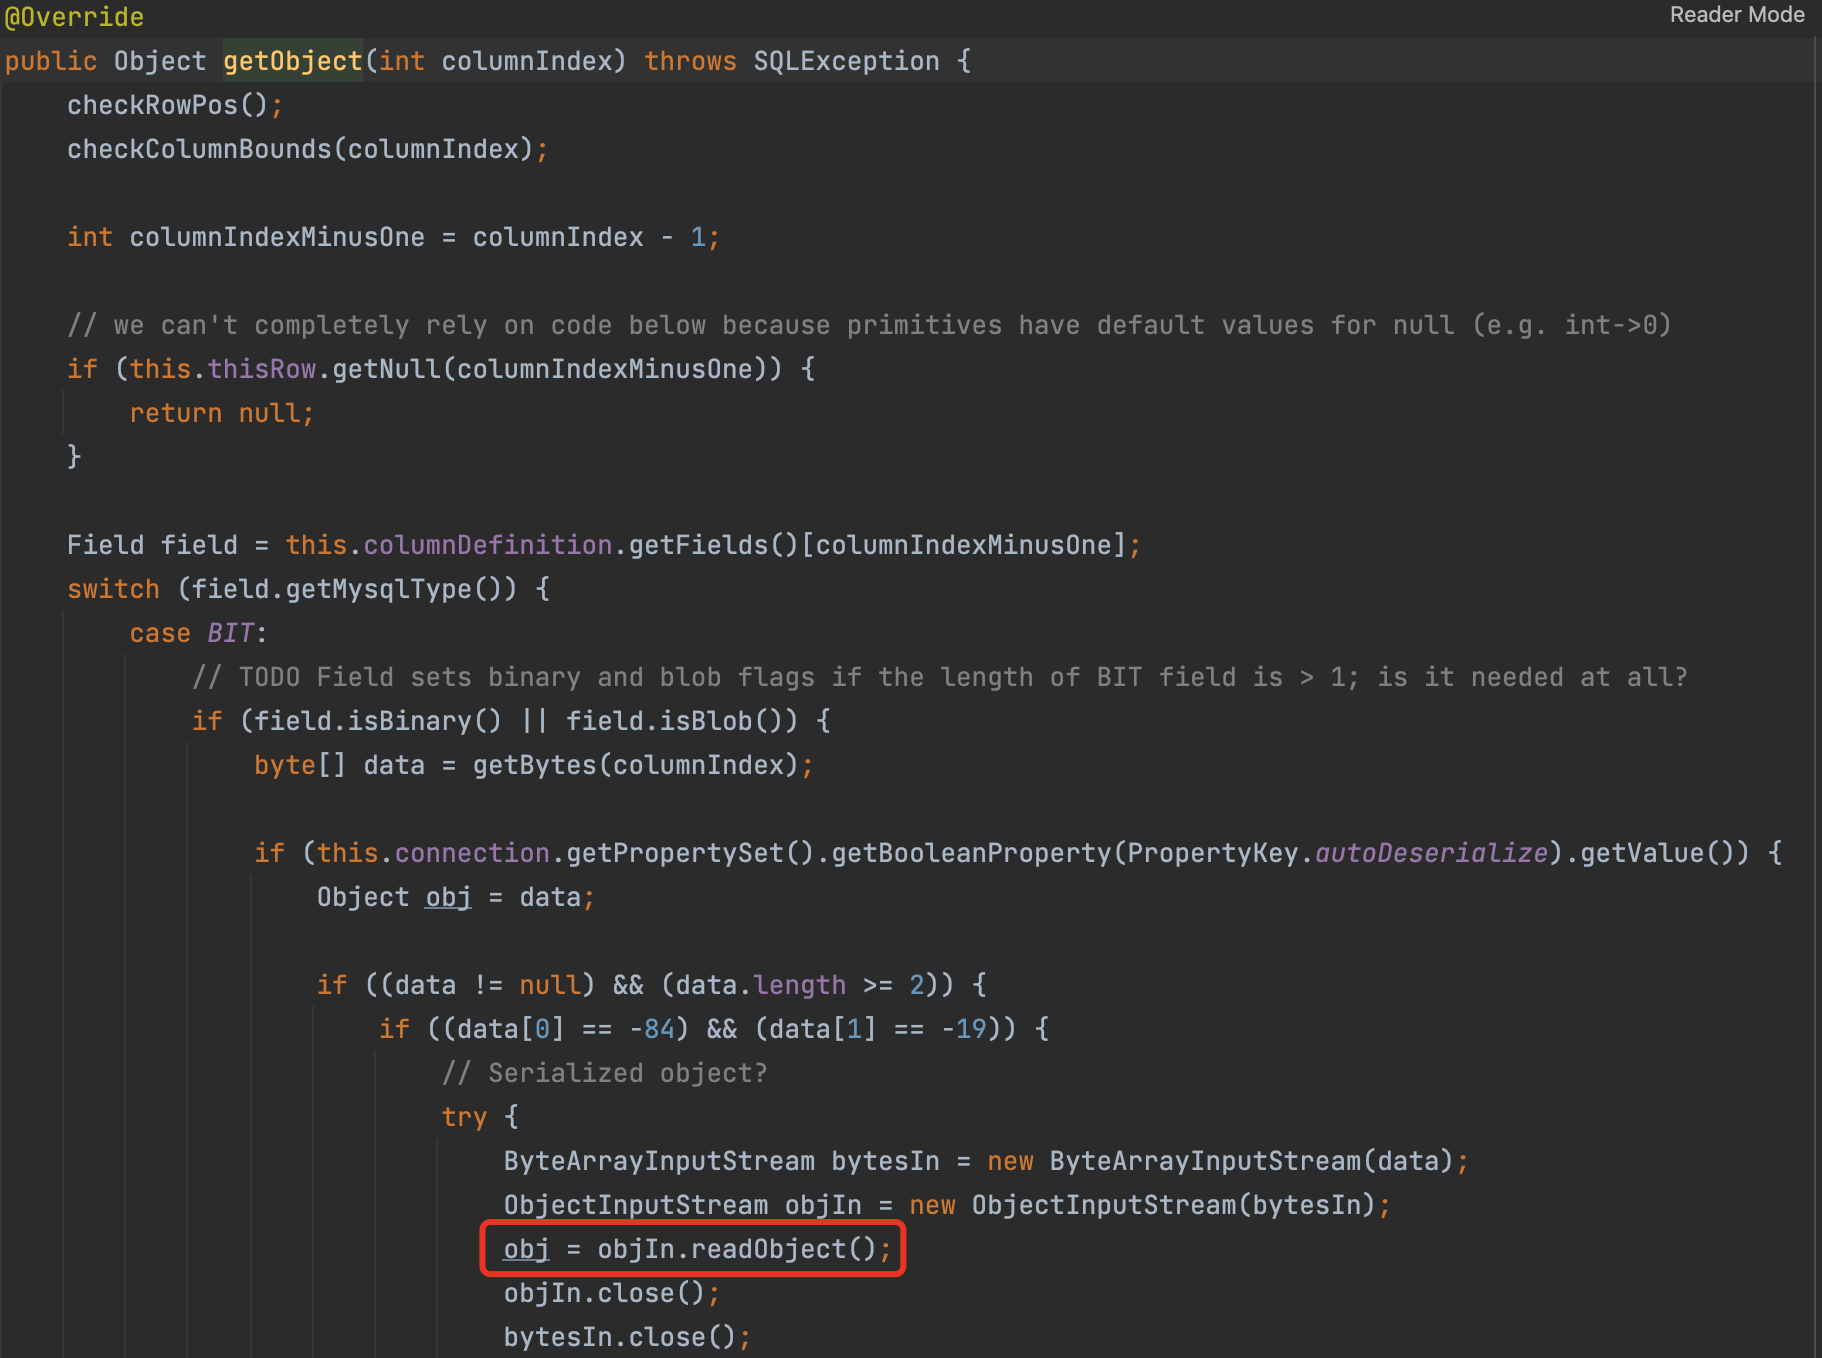 @Override
Reader Mode
public Object getObject(int columnIndex) throws SQLException {
checkRowPos();
checkColumnBounds(columnIndex);
int columnIndexMinusOne = columnIndex - 1;
// we can't completely rely on code below because primitives have default values for null (e.g. int->0)
if (this.thisRow.getNull(columnIndexMinusOne)) {
return null;
}
Field field = this.columnDefinition.getFields()[columnIndexMinusOne];
switch (field.getMysqlType()) {
case BIT:
// TODO Field sets binary and blob flags if the length of BIT field is > 1; is it needed at all?
if (field.isBinary() || field.isBlob()) {
byte[] data = getBytes(columnIndex);
if (this.connection.getPropertySet().getBooleanProperty(PropertyKey.autoDeserialize).getValue()) {
Object obj = data;
if ((data != null) && (data.length >= 2)) {
if ((data[0] == -84) && (data[1] == -19)) {
// Serialized object?
try {
ByteArrayInputStream bytesIn = new ByteArrayInputStream(data);
ObjectInputStream objIn = new ObjectInputStream(bytesIn);
obj = objIn.readObject();
objIn.close();
bytesIn.close();